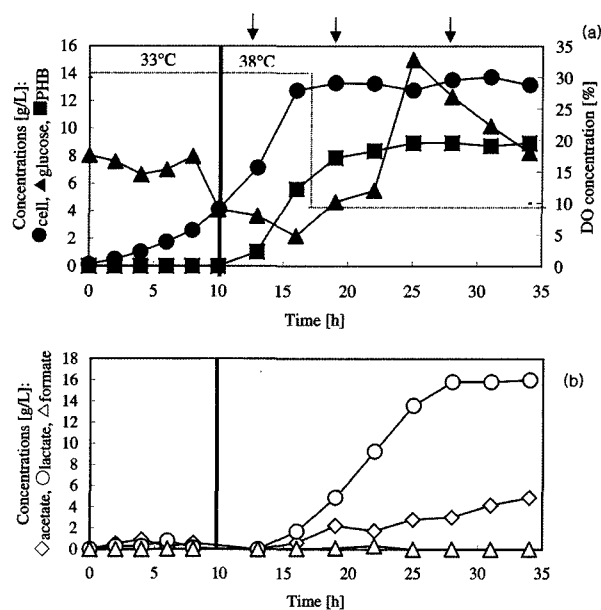 (a)
33°C 38°C
Concentrations [g/L]:
●cell, ▲glucose, ■PHB
16
14
12
10
8
6
4
2
0
35
30
25
20
15
10
5
0
DO concentration [%]
0 5 10 15 20 25 30 35
Time [h]
(b)
Concentrations [g/L]:
◇acetate, ○lactate, △formate
18
16
14
12
10
8
6
4
2
0
0 5 10 15 20 25 30 35
Time [h]